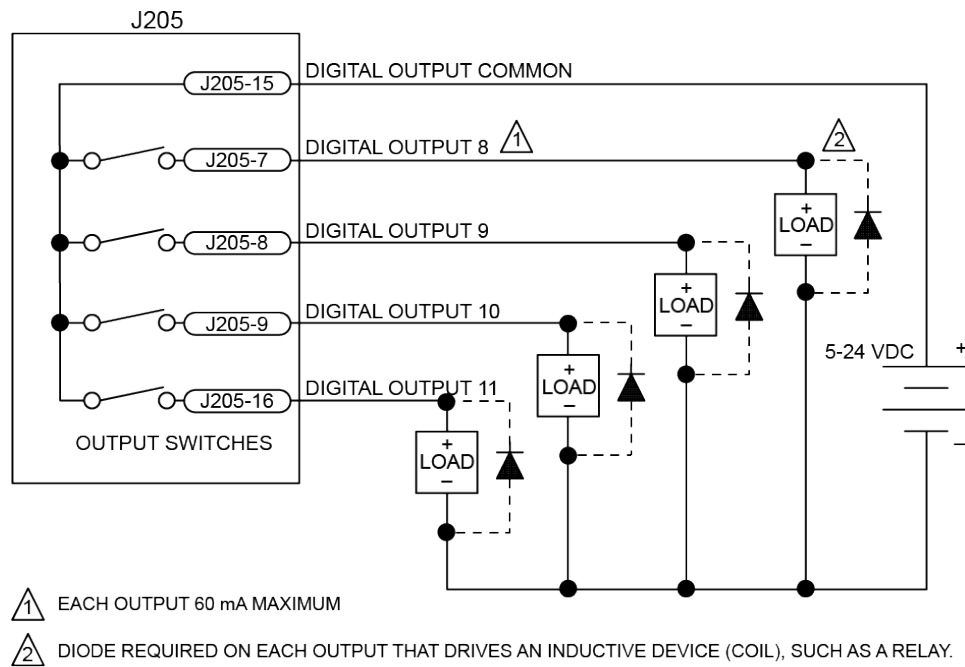 J205
J205-15 DIGITAL OUTPUT COMMON
J205-7 DIGITAL OUTPUT 8 1 2
+
LOAD
–
J205-8 DIGITAL OUTPUT 9
+
LOAD
–
J205-9 DIGITAL OUTPUT 10
+
LOAD
–
5-24 VDC +
–
J205-16 DIGITAL OUTPUT 11
+
LOAD
–
OUTPUT SWITCHES
1 EACH OUTPUT 60 mA MAXIMUM
2 DIODE REQUIRED ON EACH OUTPUT THAT DRIVES AN INDUCTIVE DEVICE (COIL), SUCH AS A RELAY.